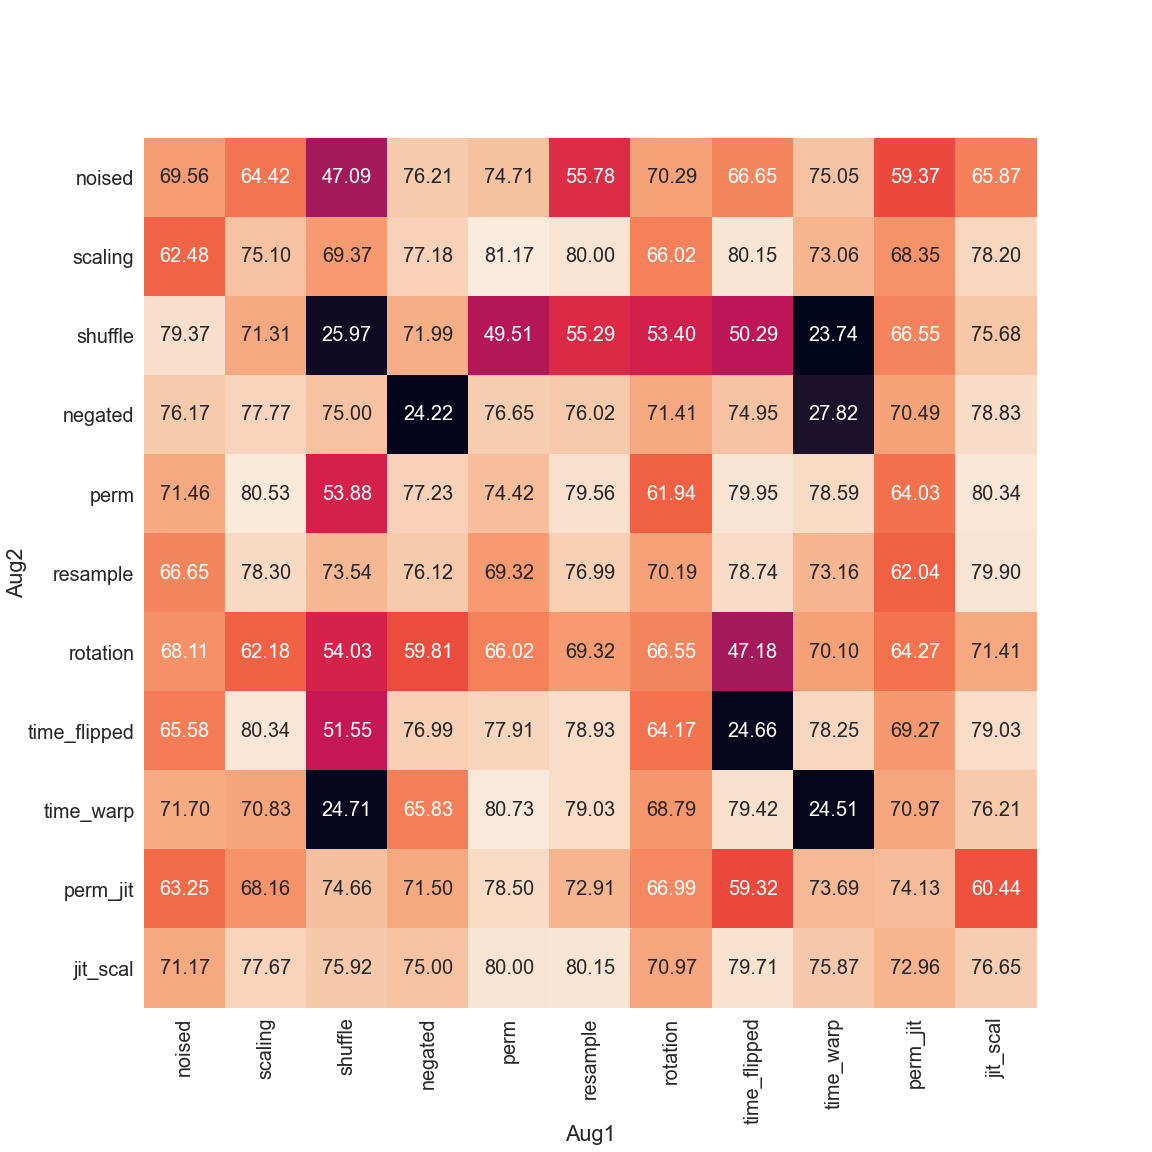 noised 69.56 64.42 47.09 76.21 74.71 55.78 70.29 66.65 75.05 59.37 65.87
scaling 62.48 75.10 69.37 77.18 81.17 80.00 66.02 80.15 73.06 68.35 78.20
shuffle 79.37 71.31 25.97 71.99 49.51 55.29 53.40 50.29 23.74 66.55 75.68
negated 76.17 77.77 75.00 24.22 76.65 76.02 71.41 74.95 27.82 70.49 78.83
perm 71.46 80.53 53.88 77.23 74.42 79.56 61.94 79.95 78.59 64.03 80.34
resample 66.65 78.30 73.54 76.12 69.32 76.99 70.19 78.74 73.16 62.04 79.90
rotation 68.11 62.18 54.03 59.81 66.02 69.32 66.55 47.18 70.10 64.27 71.41
time_flipped 65.58 80.34 51.55 76.99 77.91 78.93 64.17 24.66 78.25 69.27 79.03
time_warp 71.70 70.83 24.71 65.83 80.73 79.03 68.79 79.42 24.51 70.97 76.21
perm_jit 63.25 68.16 74.66 71.50 78.50 72.91 66.99 59.32 73.69 74.13 60.44
jit_scal 71.17 77.67 75.92 75.00 80.00 80.15 70.97 79.71 75.87 72.96 76.65
noised scaling shuffle negated perm resample rotation time_flipped time_warp perm_jit jit_scal
Aug1
Aug2